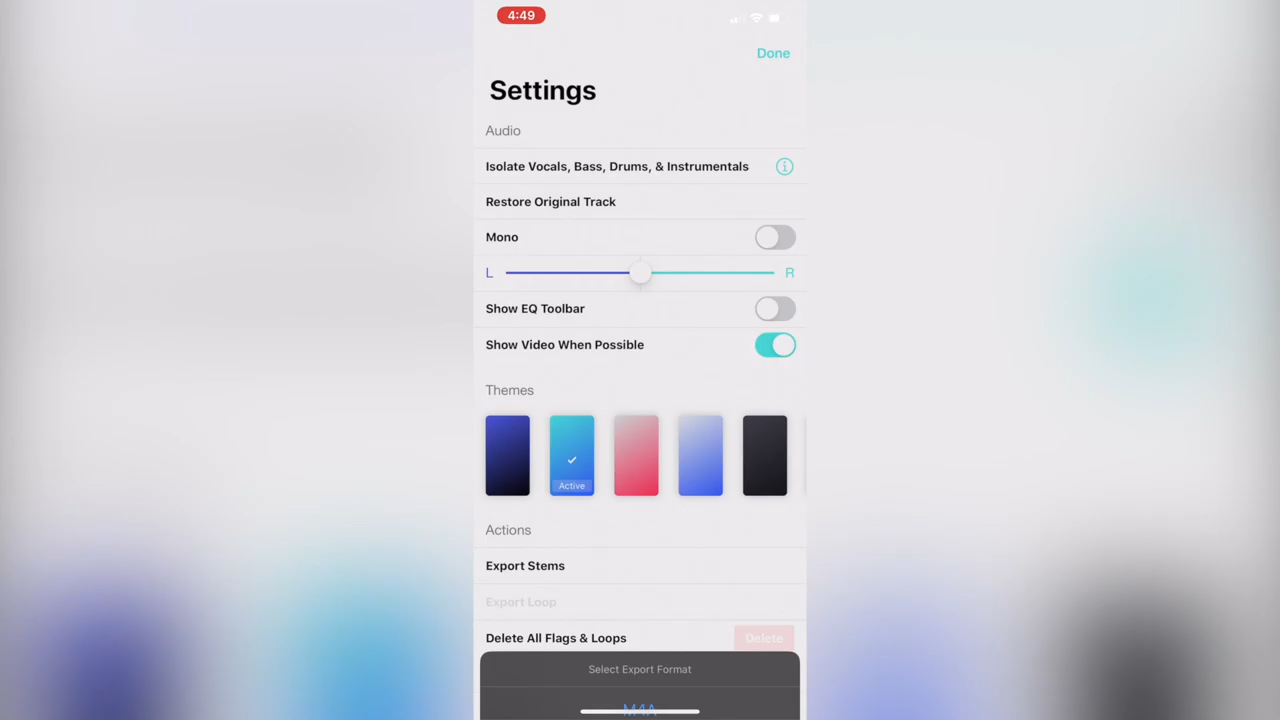 4:49
Done
Settings
Audio
Isolate Vocals, Bass, Drums, & Instrumentals
Restore Original Track
Mono
L R
Show EQ Toolbar
Show Video When Possible
Themes
Active
Actions
Export Stems
Export Loop
Delete All Flags & Loops Delete
Select Export Format
M4A